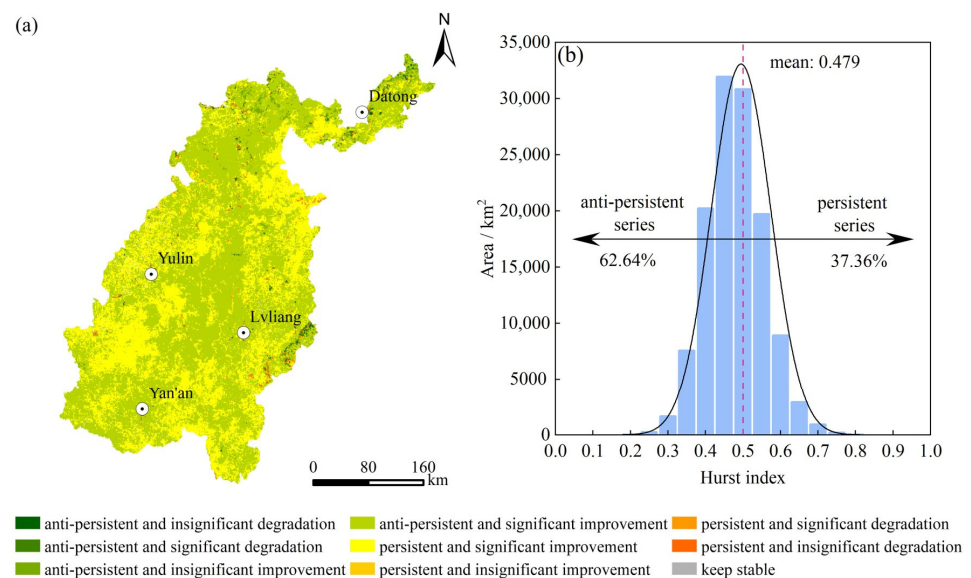 (a)
N
Datong
Yulin
Lvliang
Yan'an
0 80 160
km
(b)
mean: 0.479
35,000
30,000
25,000
20,000
15,000
10,000
5000
0
Area / km²
anti-persistent
series
62.64%
persistent
series
37.36%
0.0 0.1 0.2 0.3 0.4 0.5 0.6 0.7 0.8 0.9 1.0
Hurst index
anti-persistent and insignificant degradation
anti-persistent and significant improvement
persistent and significant degradation
anti-persistent and significant degradation
persistent and significant improvement
persistent and insignificant degradation
anti-persistent and insignificant improvement
persistent and insignificant improvement
keep stable